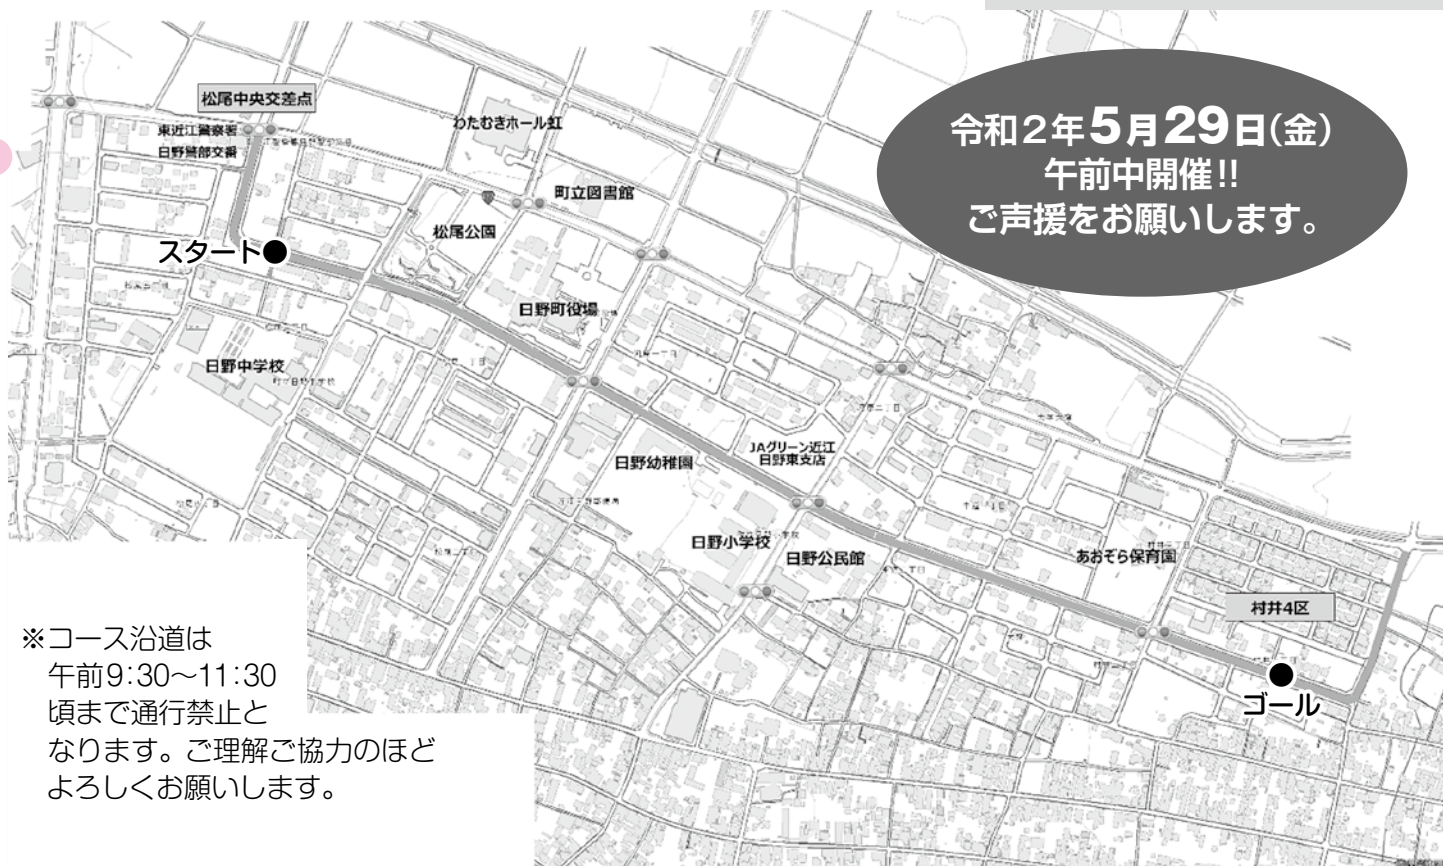 令和2年5月29日(金)
午前中開催!!
ご声援をお願いします。
松尾中央交差点
東近江警察署
日野警部交番
わたむきホール虹
町立図書館
松尾公園
スタート
日野町役場
日野中学校
JAグリーン近江
日野東支店
日野幼稚園
日野小学校
日野公民館
あおぞら保育園
村井4区
ゴール
※コース沿道は
午前9:30〜11:30
頃まで通行禁止と
なります。ご理解ご協力のほど
よろしくお願いします。